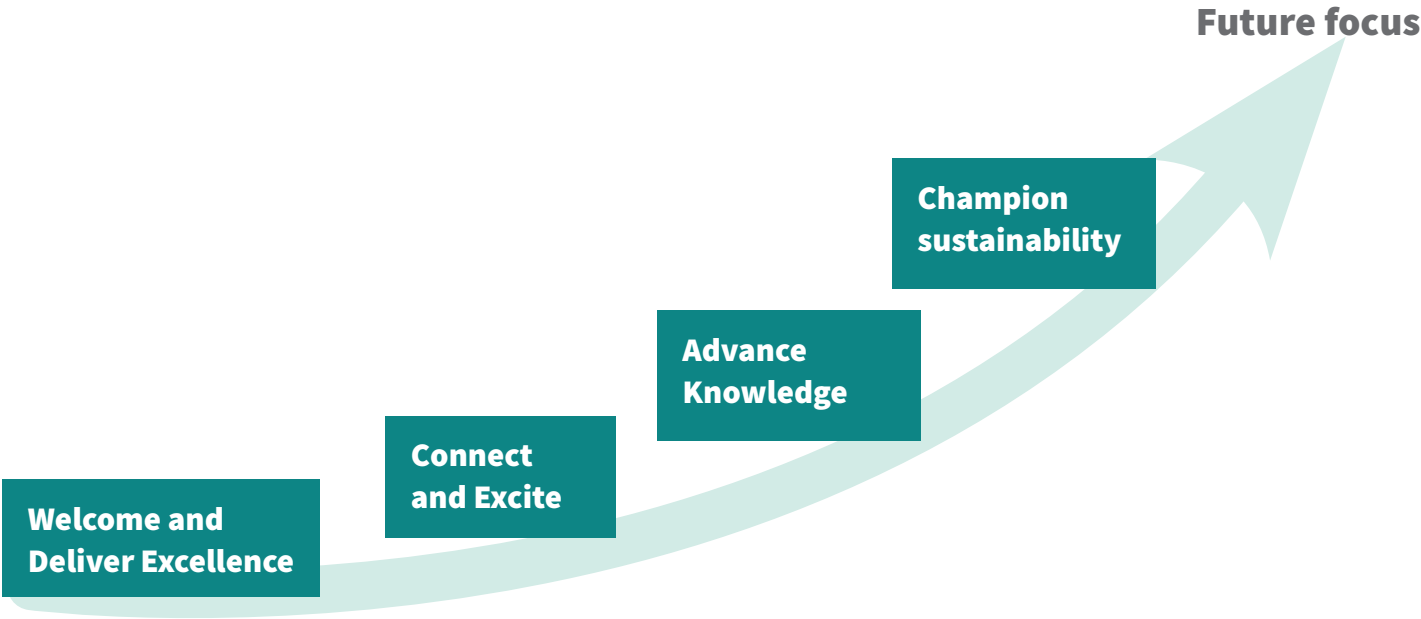 Future focus
Champion
sustainability
Advance
Knowledge
Connect
and Excite
Welcome and
Deliver Excellence